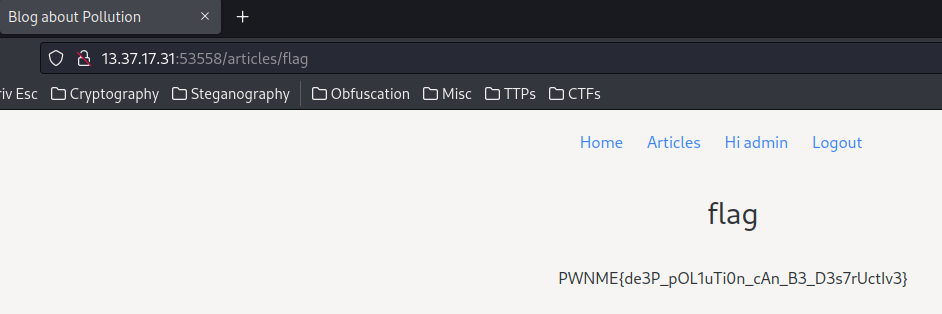 Blog about Pollution
13.37.17.31:53558/articles/flag
riv Esc Cryptography Steganography Obfuscation Misc TTPs CTFs
Home Articles Hi admin Logout
flag
PWNME{de3P_pOL1uTi0n_cAn_B3_D3s7rUctIv3}